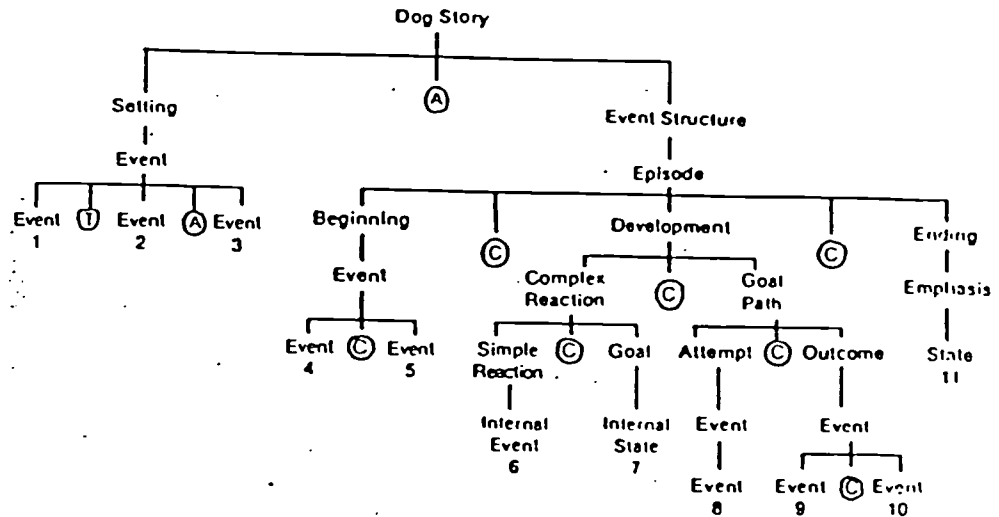 Dog Story
A
Setting
Event Structure
Event
Episode
Event T Event A Event
1 2 3
Beginning
C
Development
C
Ending
Event
Complex Reaction
C
Goal Path
Emphasis
Event C Event
4 5
Simple Reaction
C
Goal
Attempt C Outcome
State
11
Internal Event
6
Internal State
7
Event
Event
Event
8
Event C Event
9 10